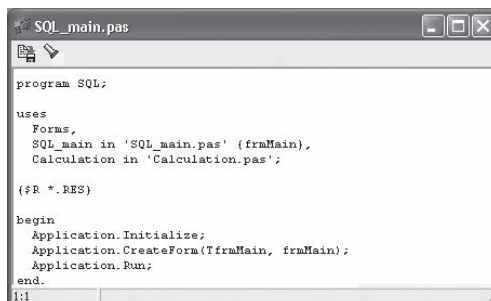 SQL_main.pas
program SQL;
uses
Forms,
SQL_main in 'SQL_main.pas' {frmMain},
Calculation in 'Calculation.pas';
{$R *.RES}
begin
Application.Initialize;
Application.CreateForm(TfrmMain, frmMain);
Application.Run;
end.
1:1